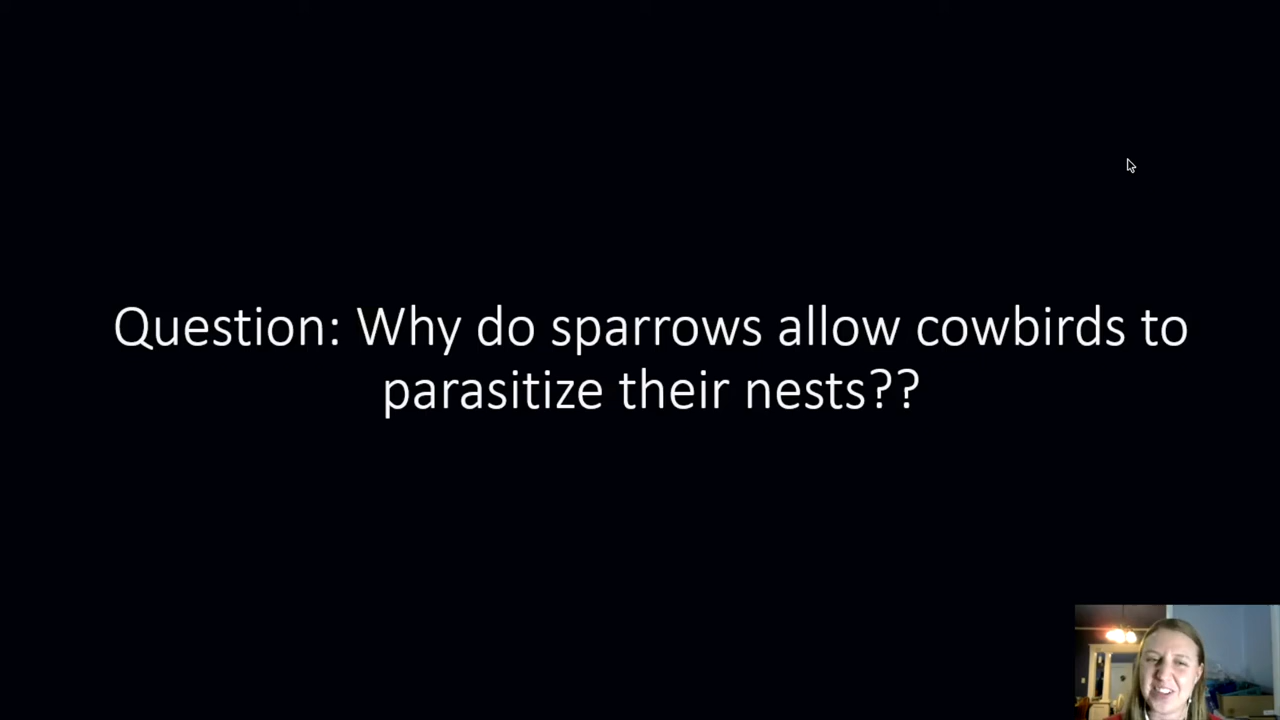 Question: Why do sparrows allow cowbirds to
parasitize their nests??